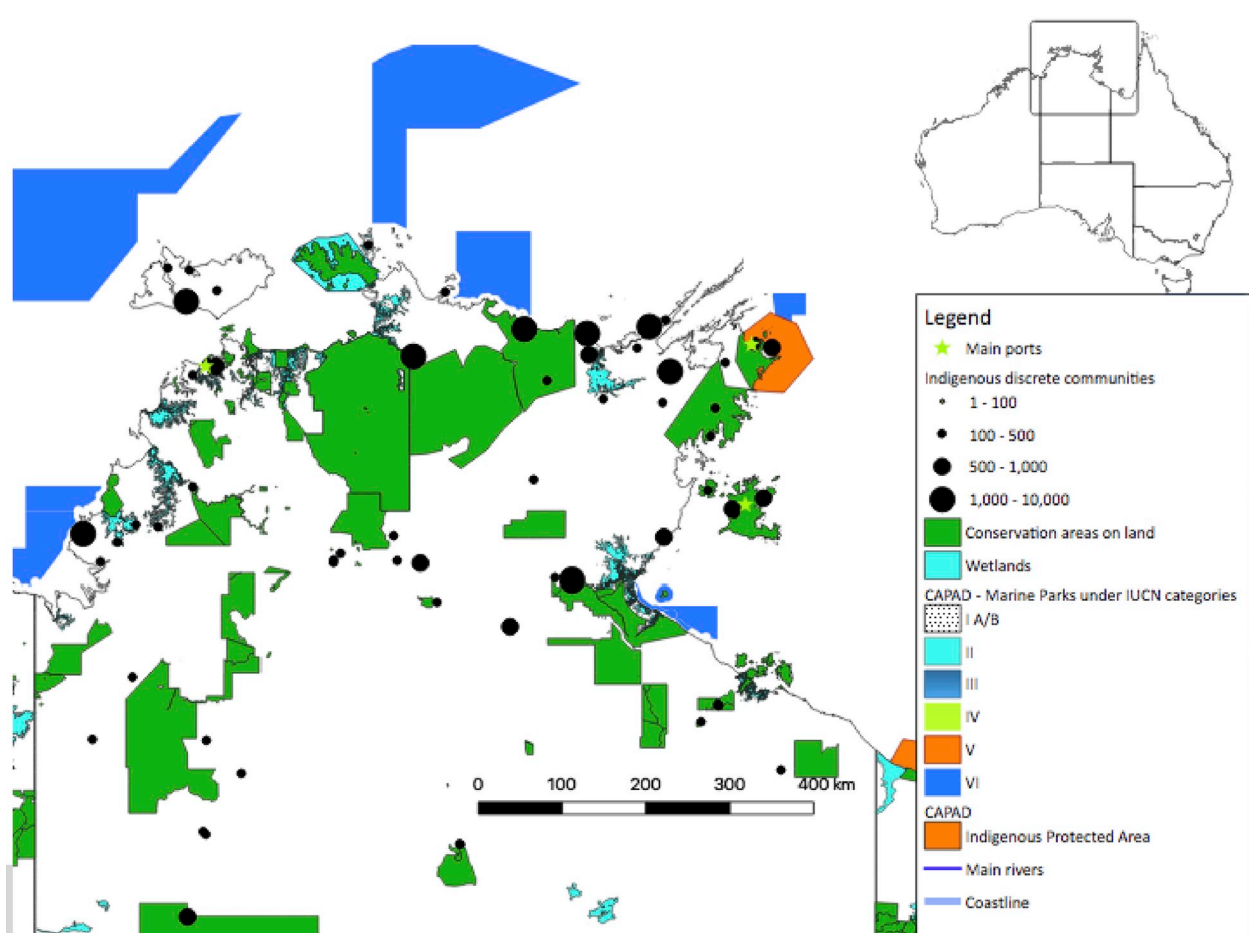 Legend
Main ports
Indigenous discrete communities
1 - 100
100 - 500
500 - 1,000
1,000 - 10,000
Conservation areas on land
Wetlands
CAPAD - Marine Parks under IUCN categories
I A/B
II
III
IV
V
VI
CAPAD
Indigenous Protected Area
Main rivers
Coastline
0 100 200 300 400 km